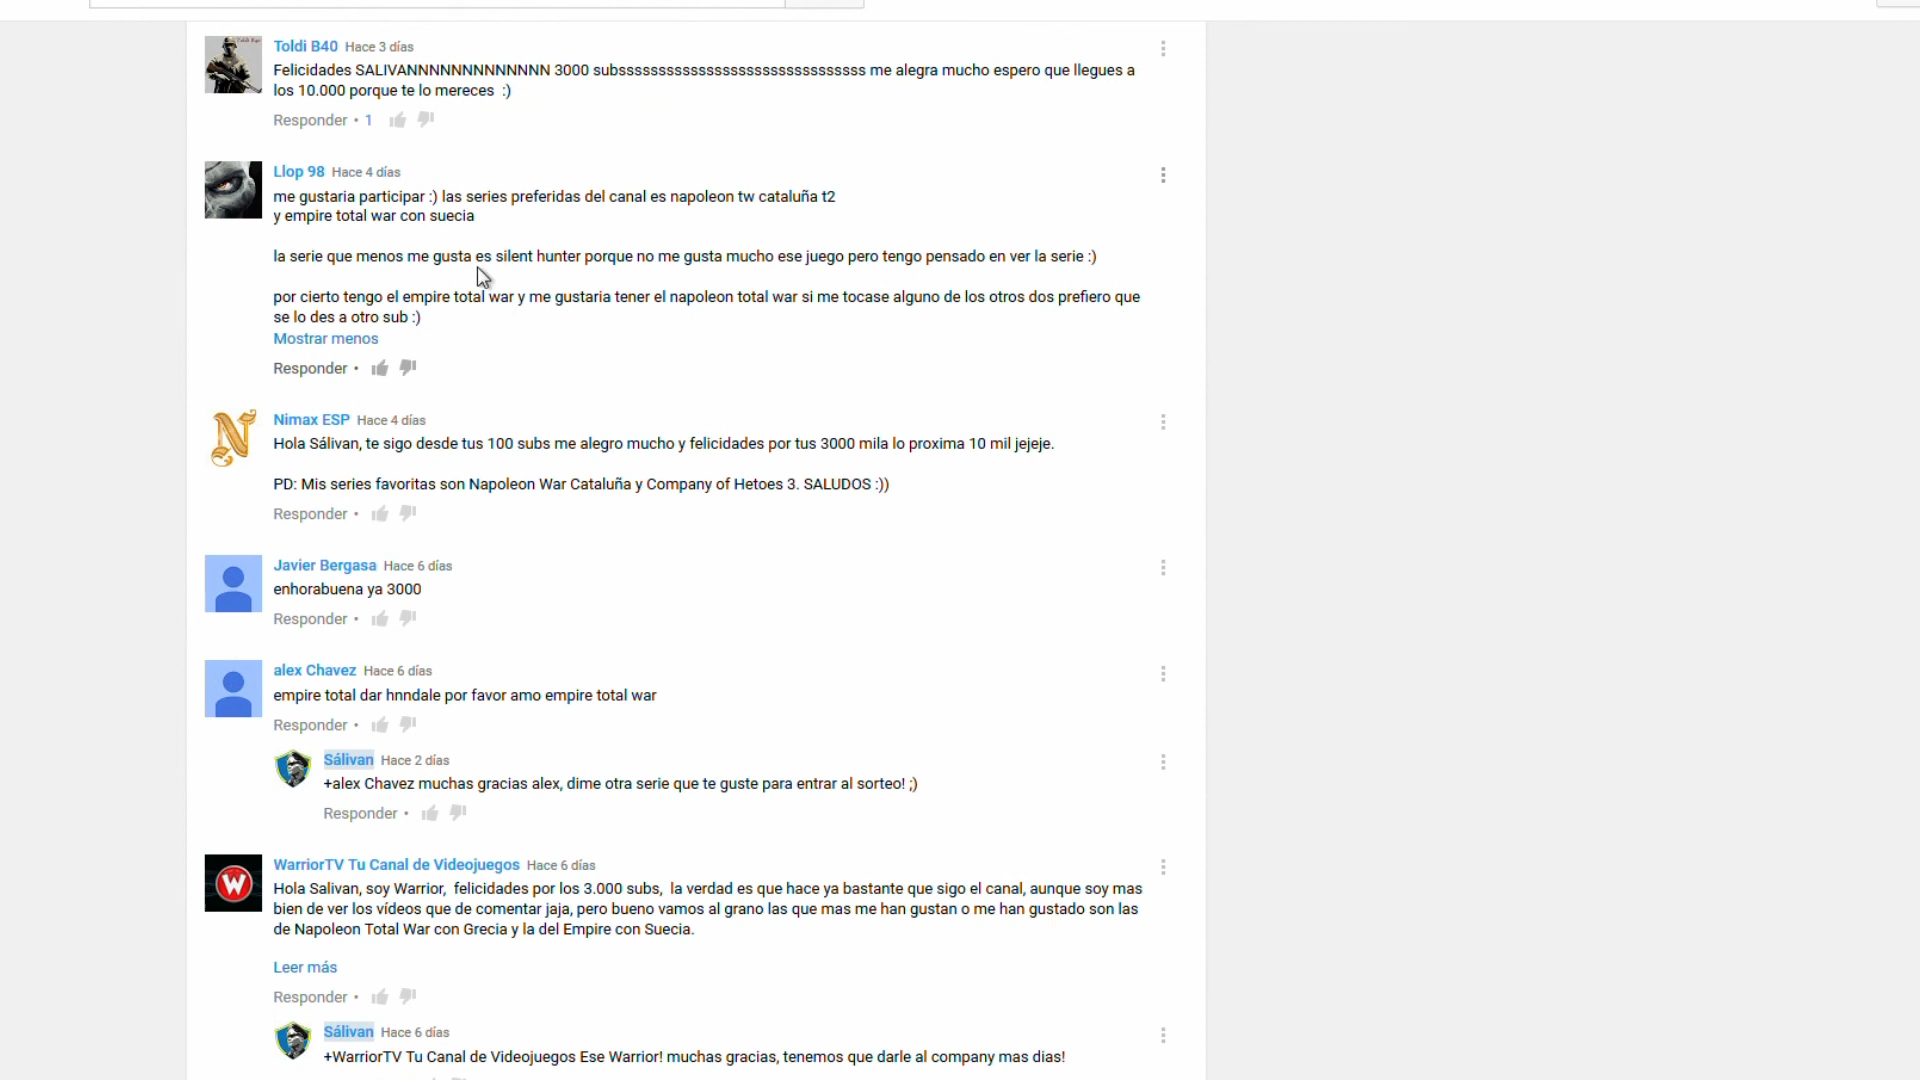 Toldi B40 Hace 3 días
Felicidades SALIVANNNNNNNNNNNNN 3000 subsssssssssssssssssssssssssssssss me alegra mucho espero que llegues a
los 10.000 porque te lo mereces :)
Responder • 1
Llop 98 Hace 4 días
me gustaria participar :) las series preferidas del canal es napoleon tw cataluña t2
y empire total war con suecia
la serie que menos me gusta es silent hunter porque no me gusta mucho ese juego pero tengo pensado en ver la serie :)
por cierto tengo el empire total war y me gustaria tener el napoleon total war si me tocase alguno de los otros dos prefiero que
se lo des a otro sub :)
Mostrar menos
Responder •
Nimax ESP Hace 4 días
Hola Sálivan, te sigo desde tus 100 subs me alegro mucho y felicidades por tus 3000 mila lo proxima 10 mil jejeje.
PD: Mis series favoritas son Napoleon War Cataluña y Company of Hetoes 3. SALUDOS :))
Responder •
Javier Bergasa Hace 6 días
enhorabuena ya 3000
Responder •
alex Chavez Hace 6 días
empire total dar hnndale por favor amo empire total war
Responder •
Sálivan Hace 2 días
+alex Chavez muchas gracias alex, dime otra serie que te guste para entrar al sorteo! ;)
Responder •
W
WarriorTV Tu Canal de Videojuegos Hace 6 días
Hola Salivan, soy Warrior, felicidades por los 3.000 subs, la verdad es que hace ya bastante que sigo el canal, aunque soy mas
bien de ver los vídeos que de comentar jaja, pero bueno vamos al grano las que mas me han gustan o me han gustado son las
de Napoleon Total War con Grecia y la del Empire con Suecia.
Leer más
Responder •
Sálivan Hace 6 días
+WarriorTV Tu Canal de Videojuegos Ese Warrior! muchas gracias, tenemos que darle al company mas dias!